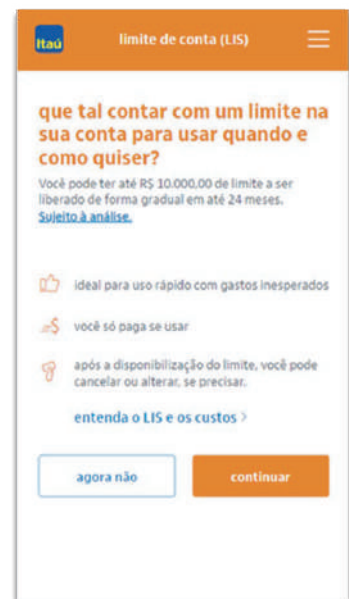 Itaú
limite de conta (LIS)
que tal contar com um limite na
sua conta para usar quando e
como quiser?
Você pode ter até R$ 10.000,00 de limite a ser
liberado de forma gradual em até 24 meses.
Sujeito à análise.
ideal para uso rápido com gastos inesperados
$ você só paga se usar
após a disponibilização do limite, você pode
cancelar ou alterar, se precisar.
entenda o LIS e os custos >
agora não
continuar